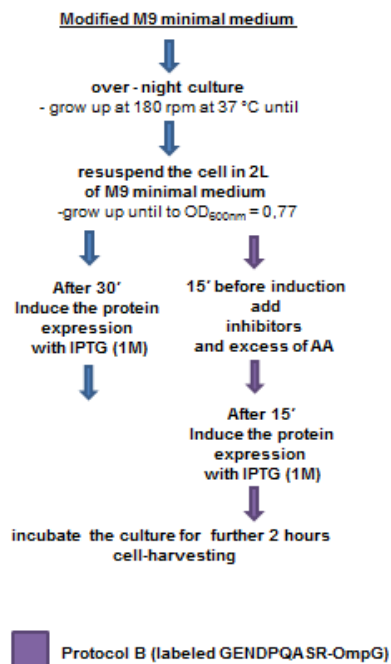 Modified M9 minimal medium
over-night culture
- grow up at 180 rpm at 37 °C until
resuspend the cell in 2L
of M9 minimal medium
-grow up until to OD600nm = 0,77
After 30′
Induce the protein
expression
with IPTG (1M)
15′ before induction
add
inhibitors
and excess of AA
After 15′
Induce the protein
expression
with IPTG (1M)
incubate the culture for further 2 hours
cell-harvesting
Protocol B (labeled GENDPQASR-OmpG)